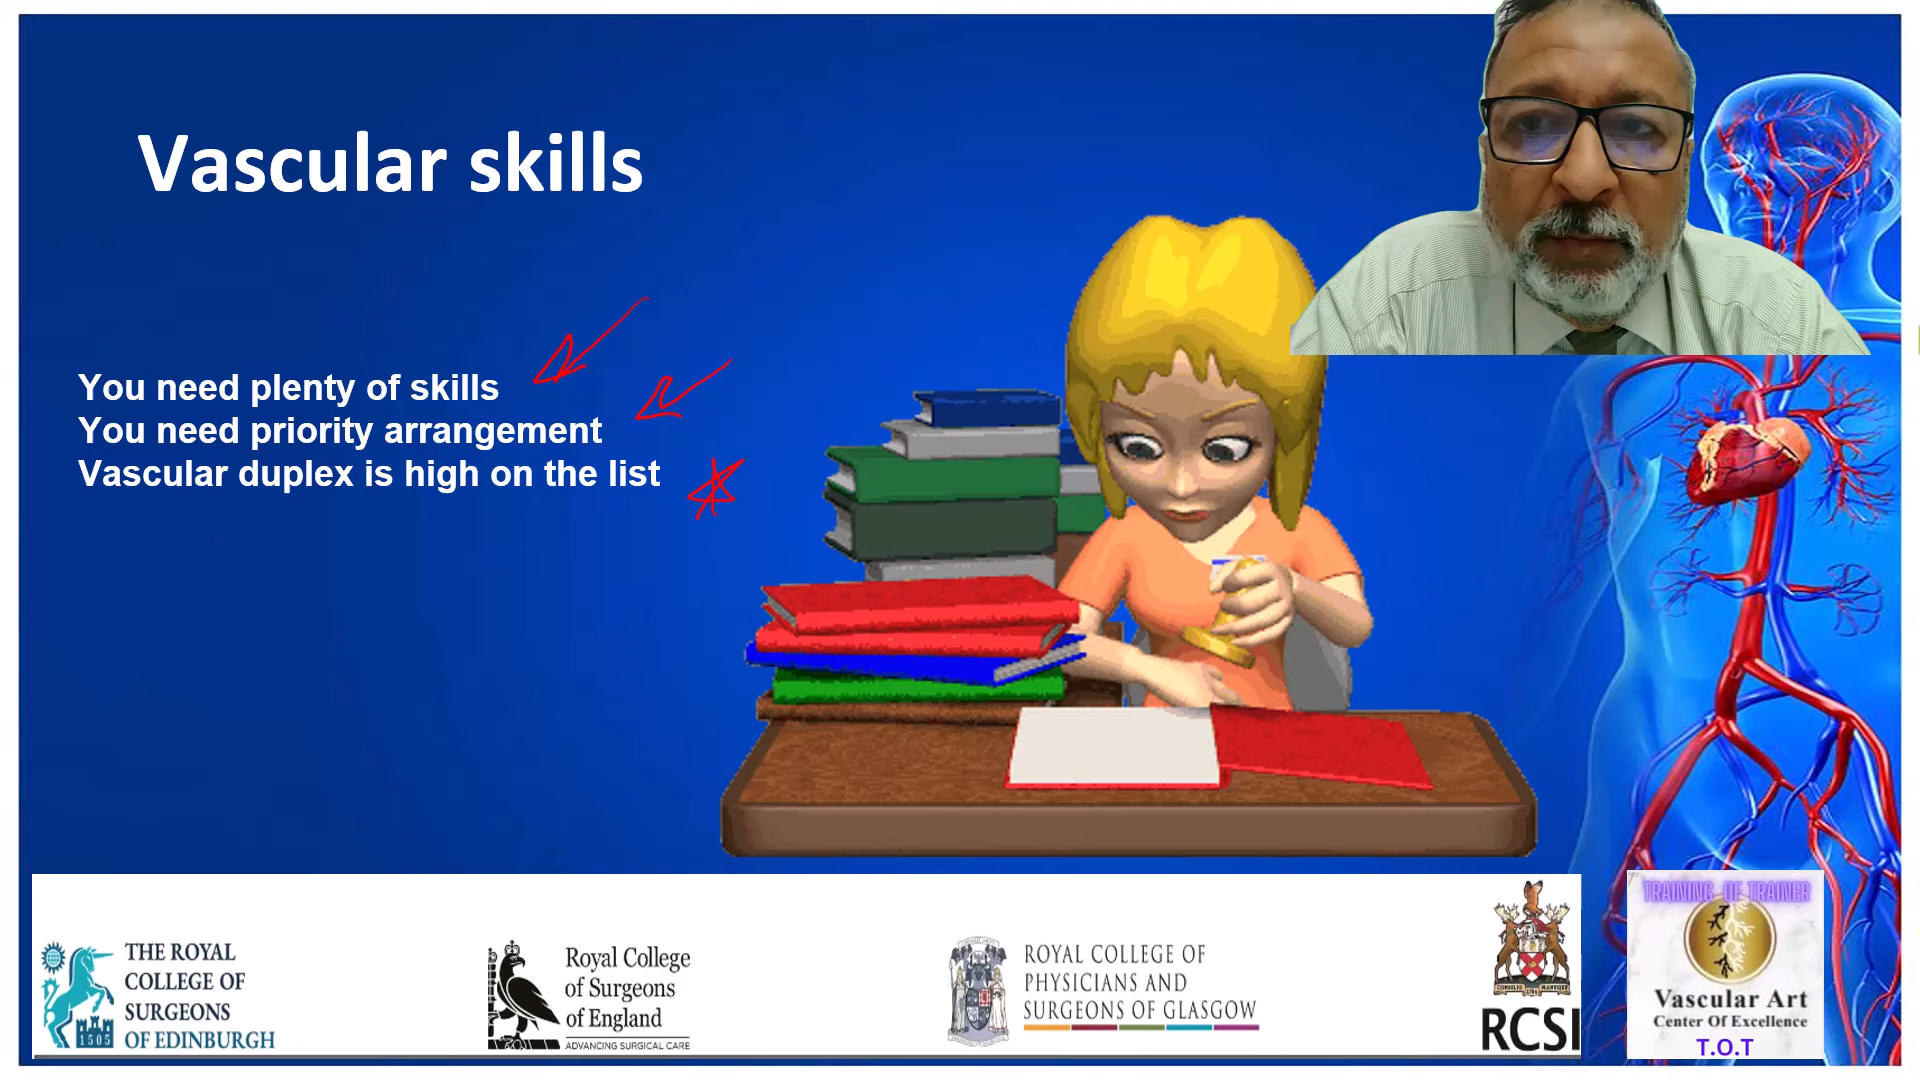 Vascular skills
You need plenty of skills
You need priority arrangement
Vascular duplex is high on the list
THE ROYAL
COLLEGE OF
SURGEONS
OF EDINBURGH
1505
Royal College
of Surgeons
of England
ADVANCING SURGICAL CARE
ROYAL COLLEGE OF
PHYSICIANS AND
SURGEONS OF GLASGOW
RCSI
TRAINING OF TRAINER
Vascular Art
Center Of Excellence
T.O.T